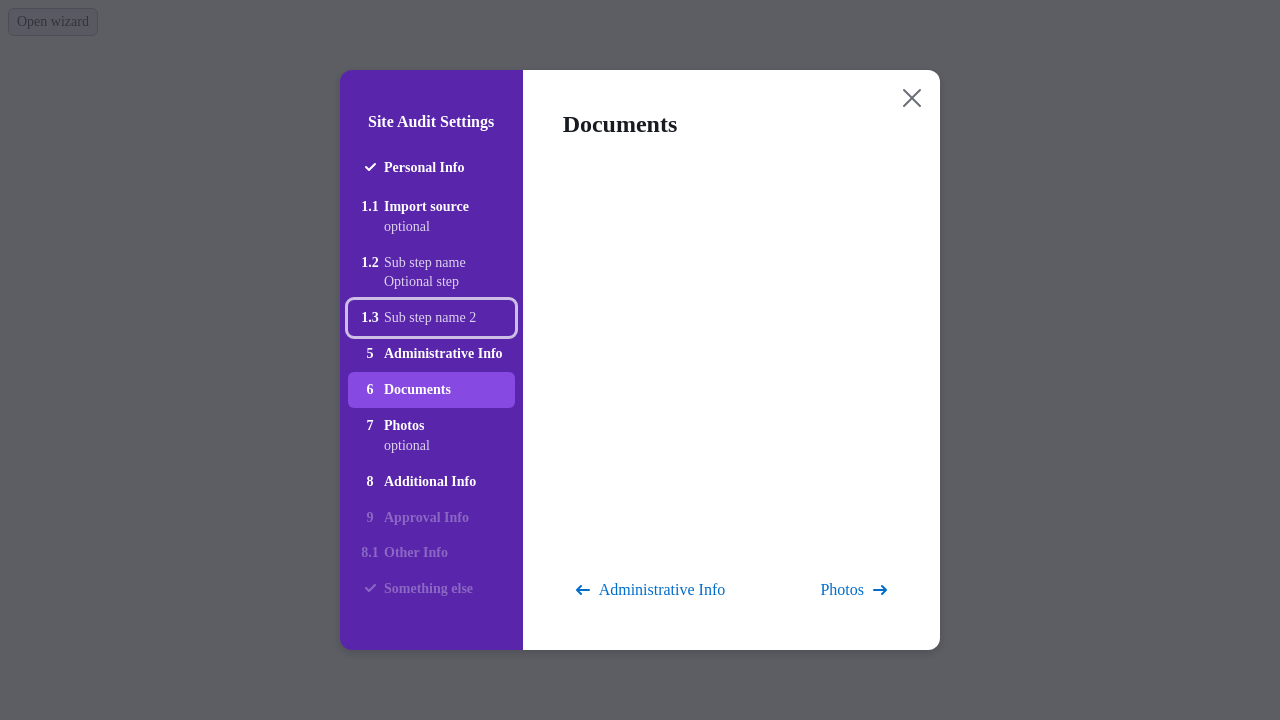 Open wizard
Site Audit Settings
Personal Info
1.1 Import source
optional
1.2 Sub step name
Optional step
1.3 Sub step name 2
5 Administrative Info
6 Documents
7 Photos
optional
8 Additional Info
9 Approval Info
8.1 Other Info
Something else
Documents
Administrative Info
Photos